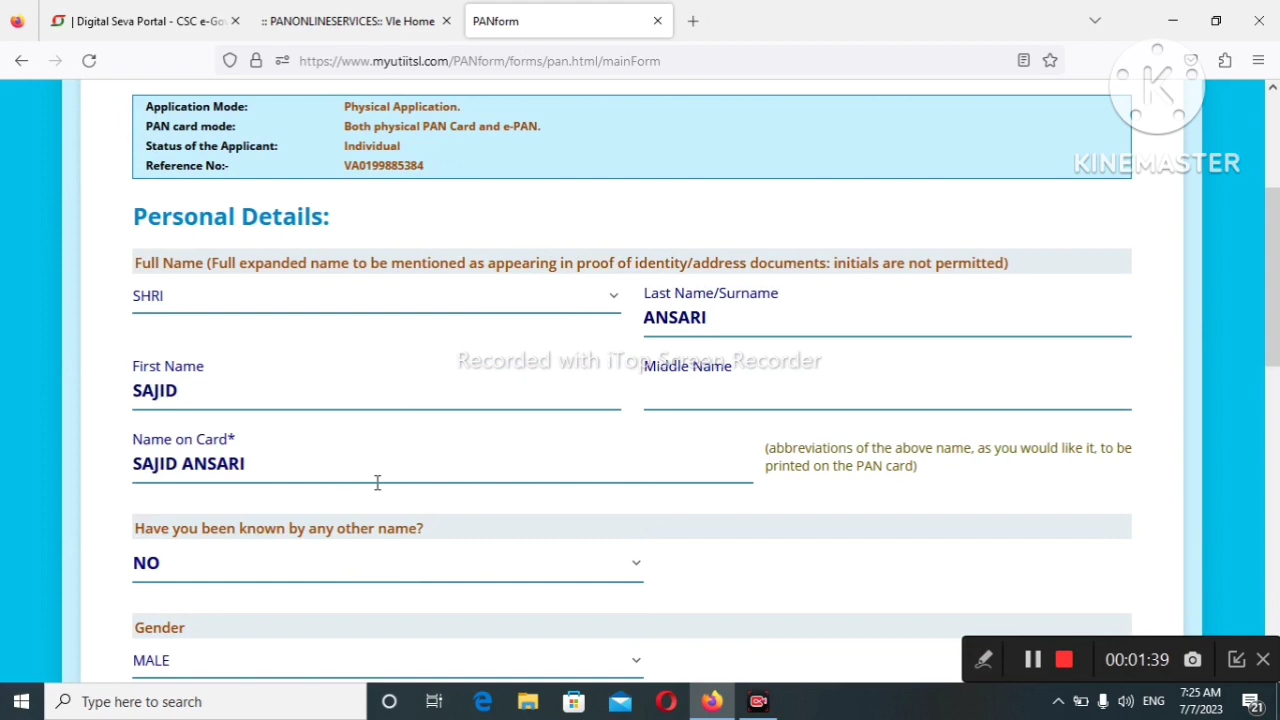 | Digital Seva Portal - CSC e-Gov
:: PANONLINESERVICES:: Vle Home
PANform
https://www.myutiitsl.com/PANform/forms/pan.html/mainForm
Application Mode: Physical Application.
PAN card mode: Both physical PAN Card and e-PAN.
Status of the Applicant: Individual
Reference No:- VA0199885384
K
KINEMASTER
Personal Details:
Full Name (Full expanded name to be mentioned as appearing in proof of identity/address documents: initials are not permitted)
SHRI
Last Name/Surname
ANSARI
Recorded with iTop Screen Recorder
First Name
SAJID
Middle Name
Name on Card*
SAJID ANSARI
(abbreviations of the above name, as you would like it, to be
printed on the PAN card)
Have you been known by any other name?
NO
Gender
MALE
00:01:39
Type here to search
ENG
7:25 AM
7/7/2023
21